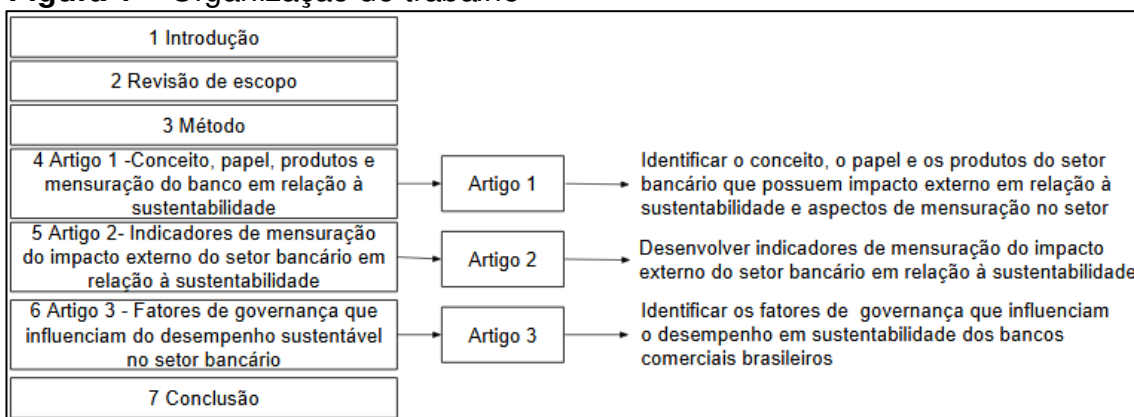 Figura – Organização do trabalho
1 Introdução
2 Revisão de escopo
3 Método
4 Artigo 1 -Conceito, papel, produtos e
mensuração do banco em relação à
sustentabilidade
Artigo 1
Identificar o conceito, o papel e os produtos do setor
bancário que possuem impacto externo em relação à
sustentabilidade e aspectos de mensuração no setor
5 Artigo 2- Indicadores de mensuração
do impacto externo do setor bancário em
relação à sustentabilidade
Artigo 2
Desenvolver indicadores de mensuração do impacto
externo do setor bancário em relação à sustentabilidade
6 Artigo 3 - Fatores de governança que
influenciam do desempenho sustentável
no setor bancário
Artigo 3
Identificar os fatores de governança que influenciam
o desempenho em sustentabilidade dos bancos
comerciais brasileiros
7 Conclusão